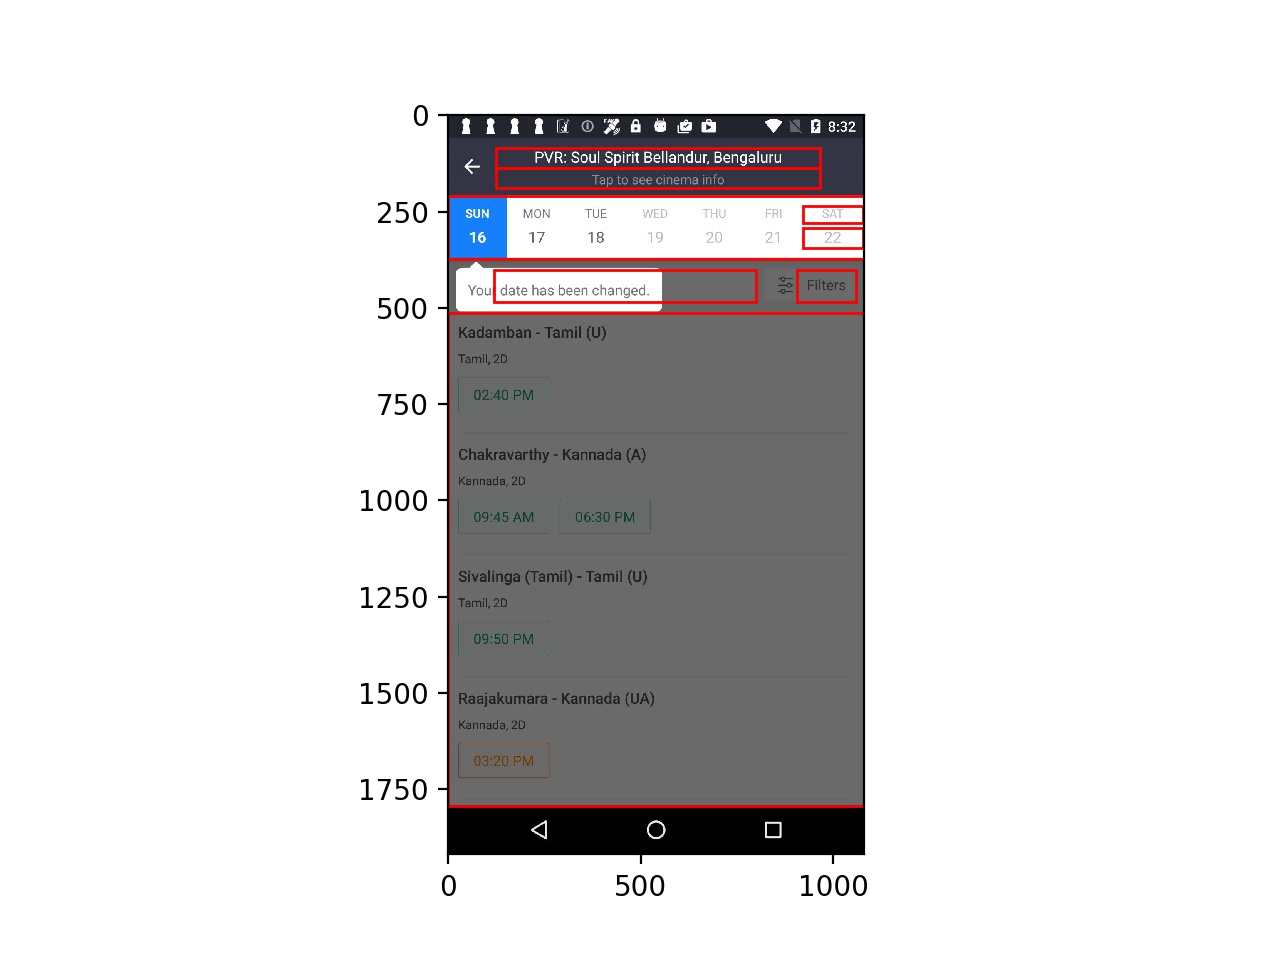 0
250
500
750
1000
1250
1500
1750
0 500 1000
8:32
PVR: Soul Spirit Bellandur, Bengaluru
Tap to see cinema info
SUN MON TUE WED THU FRI SAT
16 17 18 19 20 21 22
Your date has been changed.
Filters
Kadamban - Tamil (U)
Tamil, 2D
02:40 PM
Chakravarthy - Kannada (A)
Kannada, 2D
09:45 AM 06:30 PM
Sivalinga (Tamil) - Tamil (U)
Tamil, 2D
09:50 PM
Raajakumara - Kannada (UA)
Kannada, 2D
03:20 PM